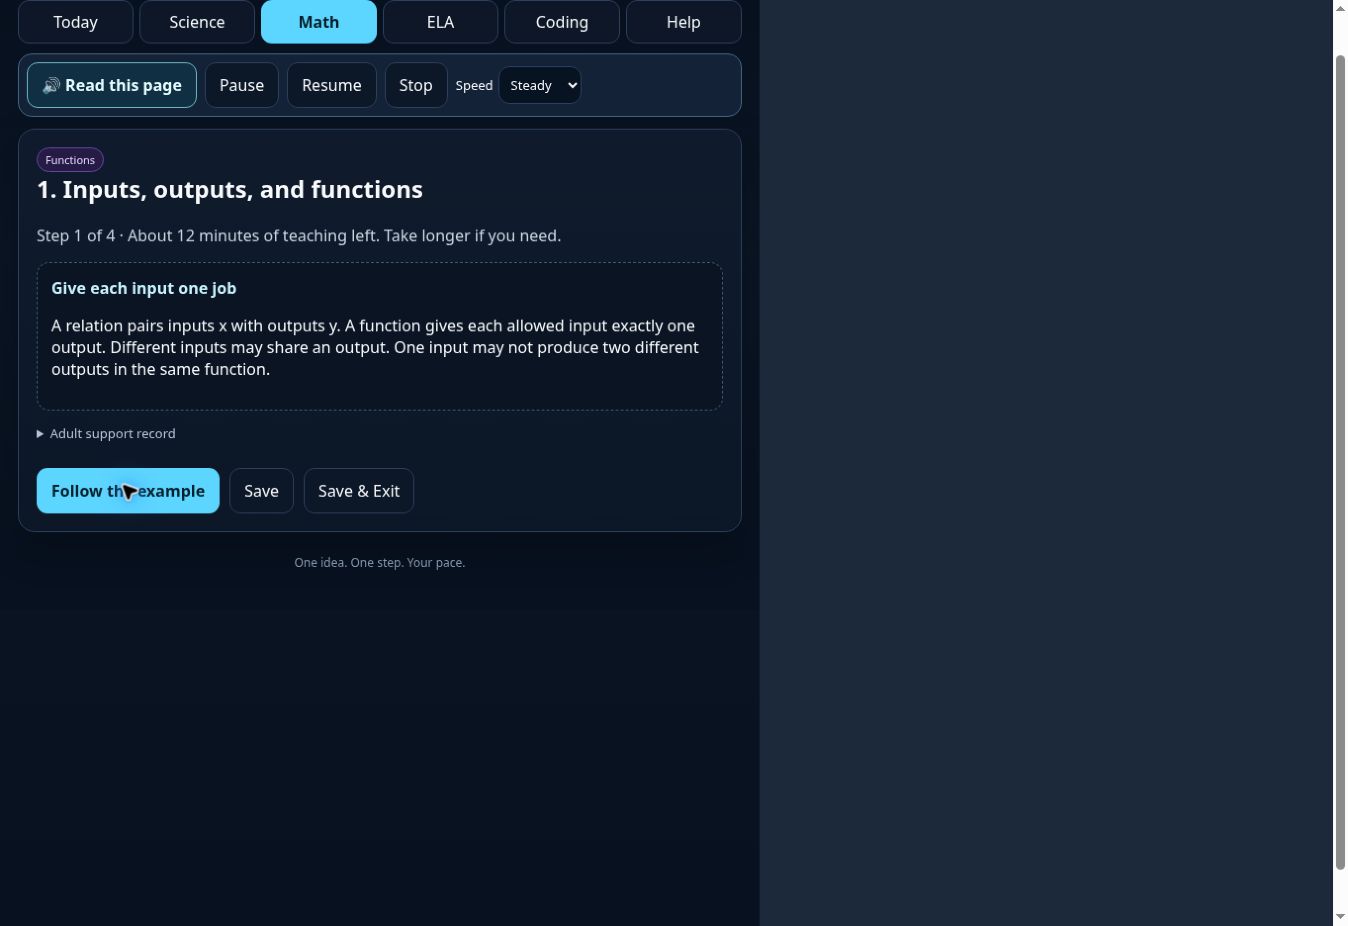 Today Science Math ELA Coding Help
🔊 Read this page Pause Resume Stop Speed Steady
Functions
1. Inputs, outputs, and functions
Step 1 of 4 · About 12 minutes of teaching left. Take longer if you need.
Give each input one job
A relation pairs inputs x with outputs y. A function gives each allowed input exactly one
output. Different inputs may share an output. One input may not produce two different
outputs in the same function.
Adult support record
Follow the example Save Save & Exit
One idea. One step. Your pace.